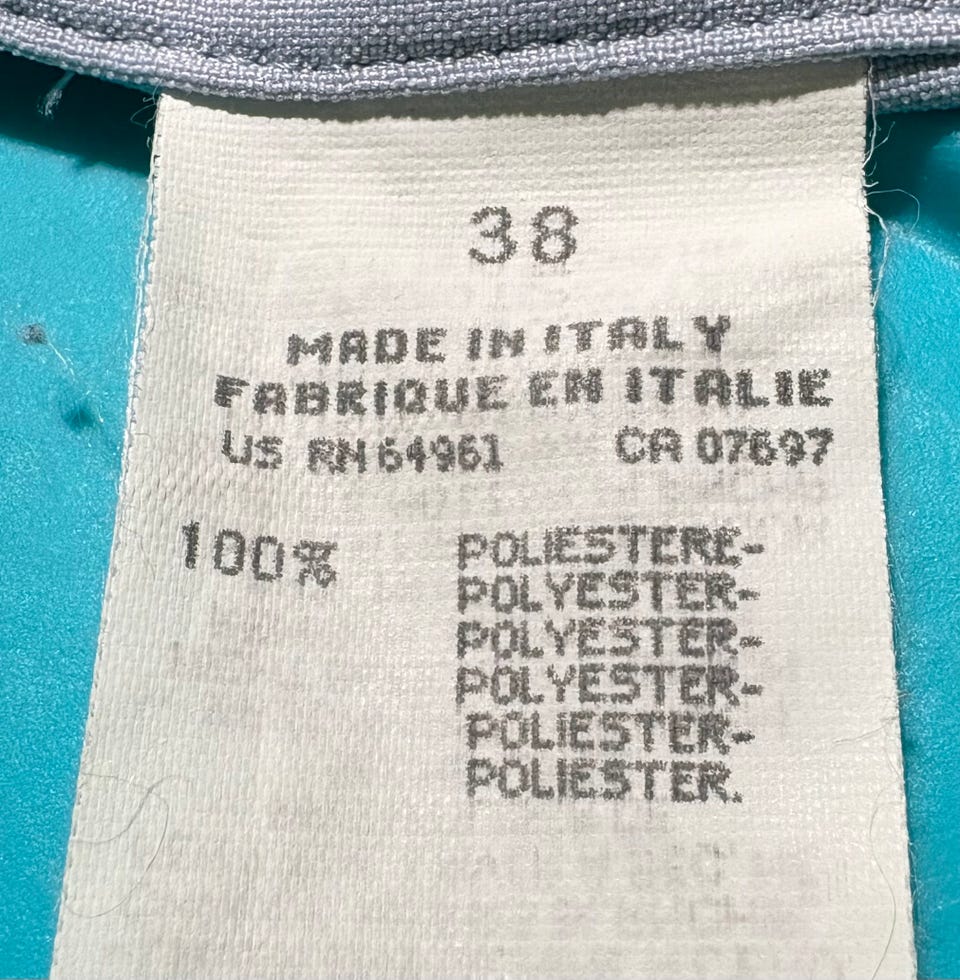 38
MADE IN ITALY
FABRIQUE EN ITALIE
US RN 64961 CA 07697
100% POLIESTERE-
POLYESTER-
POLYESTER-
POLYESTER-
POLIESTER-
POLIESTER.